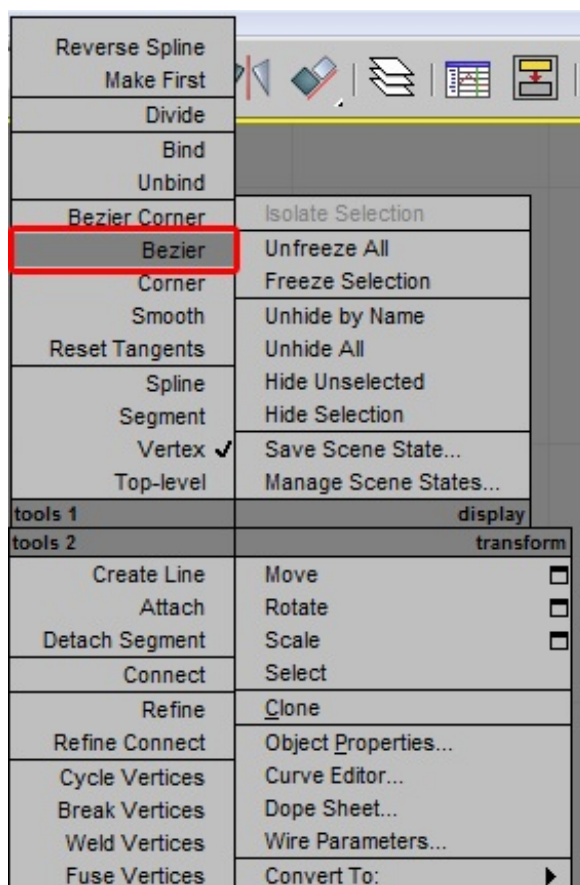 Reverse Spline
Make First
Divide
Bind
Unbind
Bezier Corner
Bezier
Corner
Smooth
Reset Tangents
Spline
Segment
Vertex
Top-level
tools 1
Isolate Selection
Unfreeze All
Freeze Selection
Unhide by Name
Unhide All
Hide Unselected
Hide Selection
Save Scene State...
Manage Scene States...
display
tools 2
Create Line
Attach
Detach Segment
Connect
Refine
Refine Connect
Cycle Vertices
Break Vertices
Weld Vertices
Fuse Vertices
transform
Move
Rotate
Scale
Select
Clone
Object Properties...
Curve Editor...
Dope Sheet...
Wire Parameters...
Convert To: